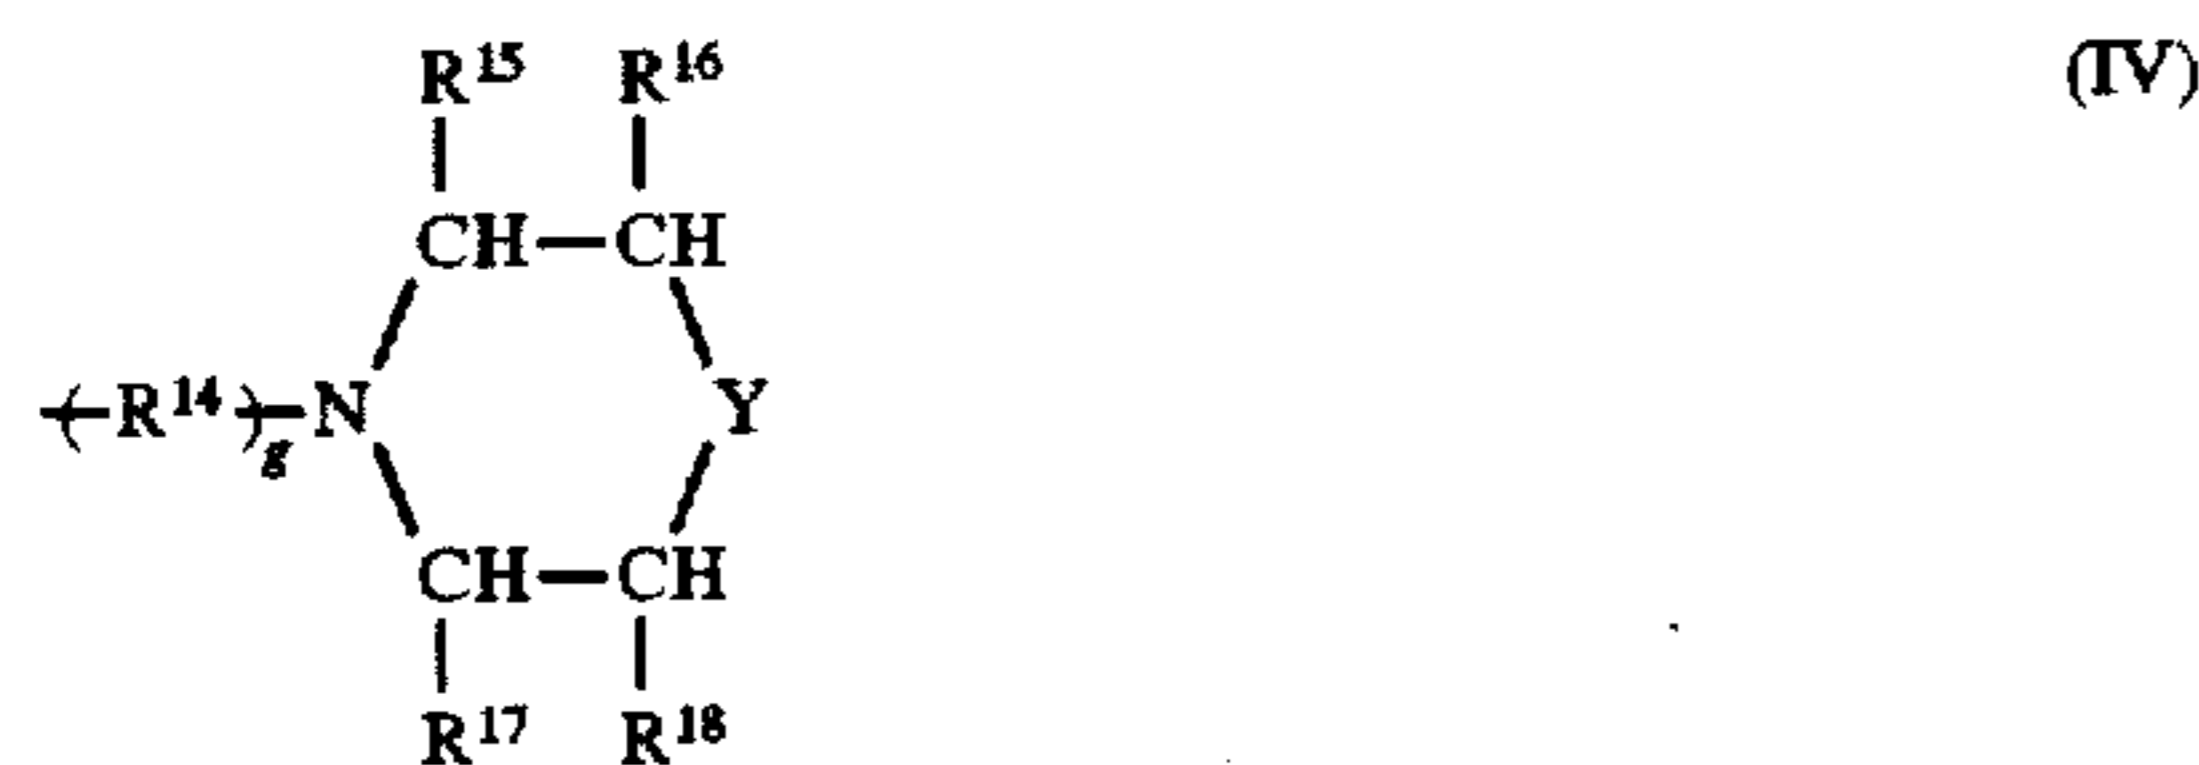 R15 R16 (IV)
CH—CH
—(R14)g—N Y
CH—CH
R17 R18